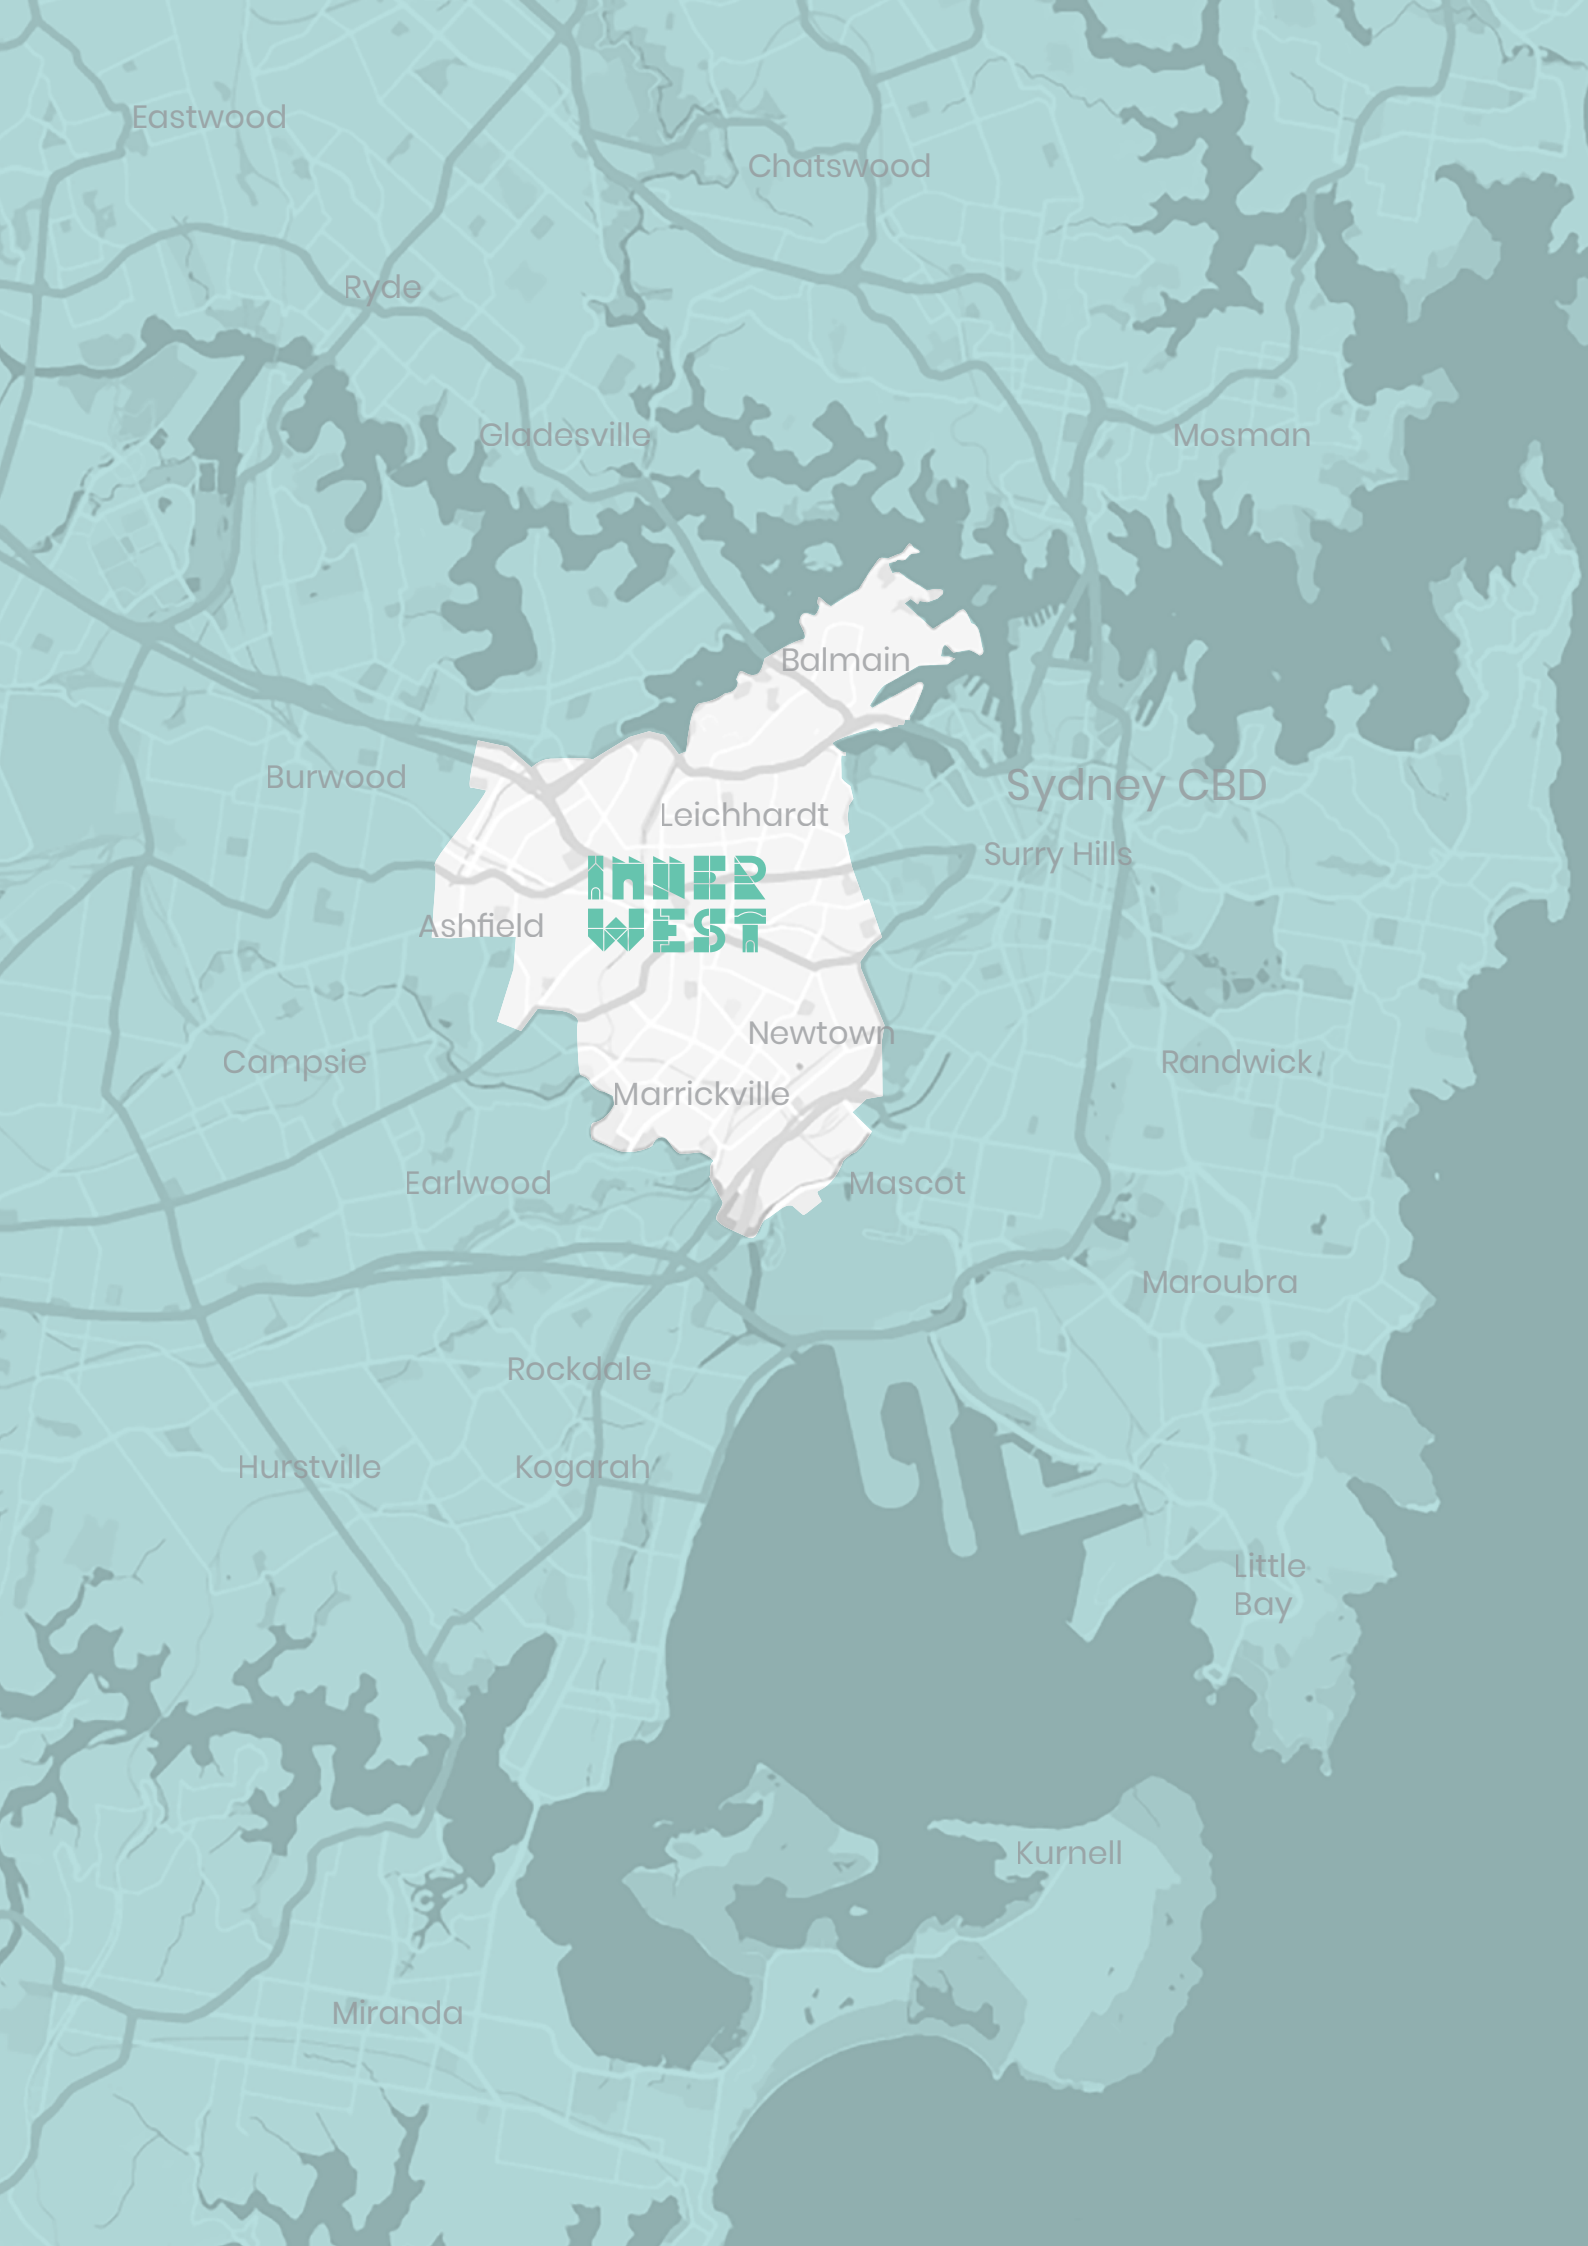 Eastwood
Chatswood
Ryde
Gladesville
Mosman
Balmain
Burwood
Sydney CBD
Leichhardt
Surry Hills
INNER
WEST
Ashfield
Newtown
Campsie
Randwick
Marrickville
Earlwood
Mascot
Maroubra
Rockdale
Hurstville
Kogarah
Little
Bay
Kurnell
Miranda